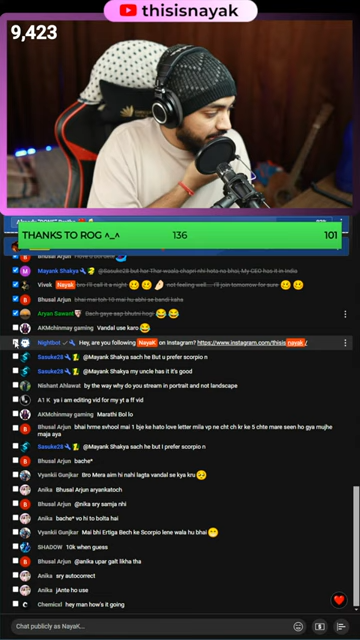 thisisnayak
9,423
THANKS TO ROG ^_^ 136 101
Mayank Shakya @Sasuke28 but har Thar waale chapri nhi hota na bhai, My CEO has it in India
Vivek Nayak bro i'll call it a night not feeling well... i'll join tomorrow for sure
Bhusal Arjun bhai mai toh 10 mai hu abhi se bandi kaha
Aryan Sawant Bach gaye aap bhutni hogi
AKMchinmay gaming Vandal use karo
Nightbot Hey, are you following Nayak on Instagram? https://www.instagram.com/thisisnayak/
Sasuke28 @Mayank Shakya sach he But u prefer scorpio n
Sasuke28 @Mayank Shakya my uncle has it it's good
Nishant Ahlawat by the way why do you stream in portrait and not landscape
A1 K ya i am editing vid for my yt a ff vid
AKMchinmay gaming Marathi Bol lo
Bhusal Arjun bhai hrme svhool mai 1 bje ke hato love letter mila vp ne cht ch kr ke 5 chte mare seen ho gya mujhe maja aya
Sasuke28 @Mayank Shakya sach he but I prefer scorpio n
Bhusal Arjun bache*
Vyankii Gunjkar Bro Mera aim hi nahi lagta vandal se kya kru
Anika Bhusal Arjun aryankatoch
Bhusal Arjun @nika sry samja nhi
Anika bache* vo hi to bolta hai
Vyankii Gunjkar Mai bhi Ertiga Bech ke Scorpio lene wala hu bhai
SHADOW 10k when guess
Bhusal Arjun @anika upar galt likha tha
Anika sry autocorrect
Anika jAnte ho use
Chemicsl hey man how's it going
Chat publicly as NayaK...